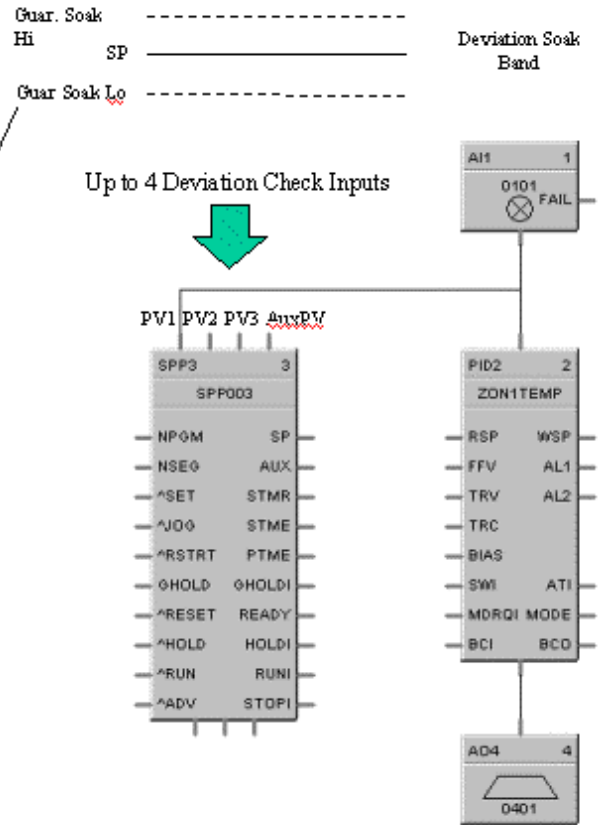 Guar. Soak
Hi
SP
Guar Soak Lo
Deviation Soak
Band
Up to 4 Deviation Check Inputs
AI1 1
0101
FAIL
PV1 PV2 PV3 AuxPV
SPP3 3
SPP003
NPGM SP
NSEG AUX
^SET STMR
^JOG STME
^RSTRT PTME
GHOLD GHOLDI
^RESET READY
^HOLD HOLDI
^RUN RUNI
^ADV STOPI
PID2 2
ZON1TEMP
RSP WSP
FFV AL1
TRV AL2
TRC
BIAS
SWI ATI
MDRQI MODE
BCI BCO
AO4 4
0401